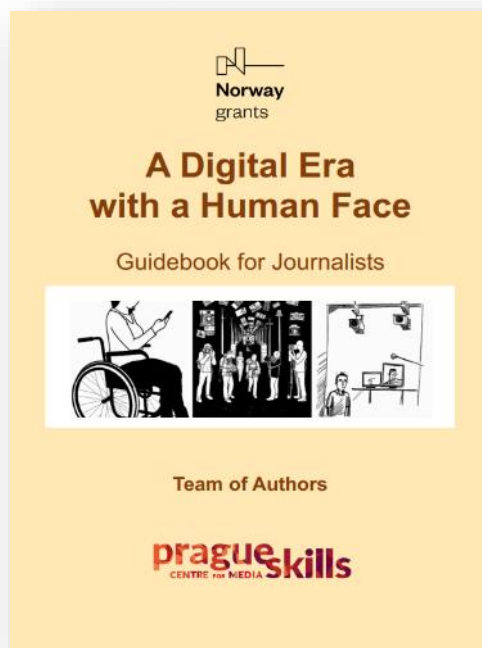 Norway
grants
A Digital Era
with a Human Face
Guidebook for Journalists
Team of Authors
prague skills
CENTRE FOR MEDIA